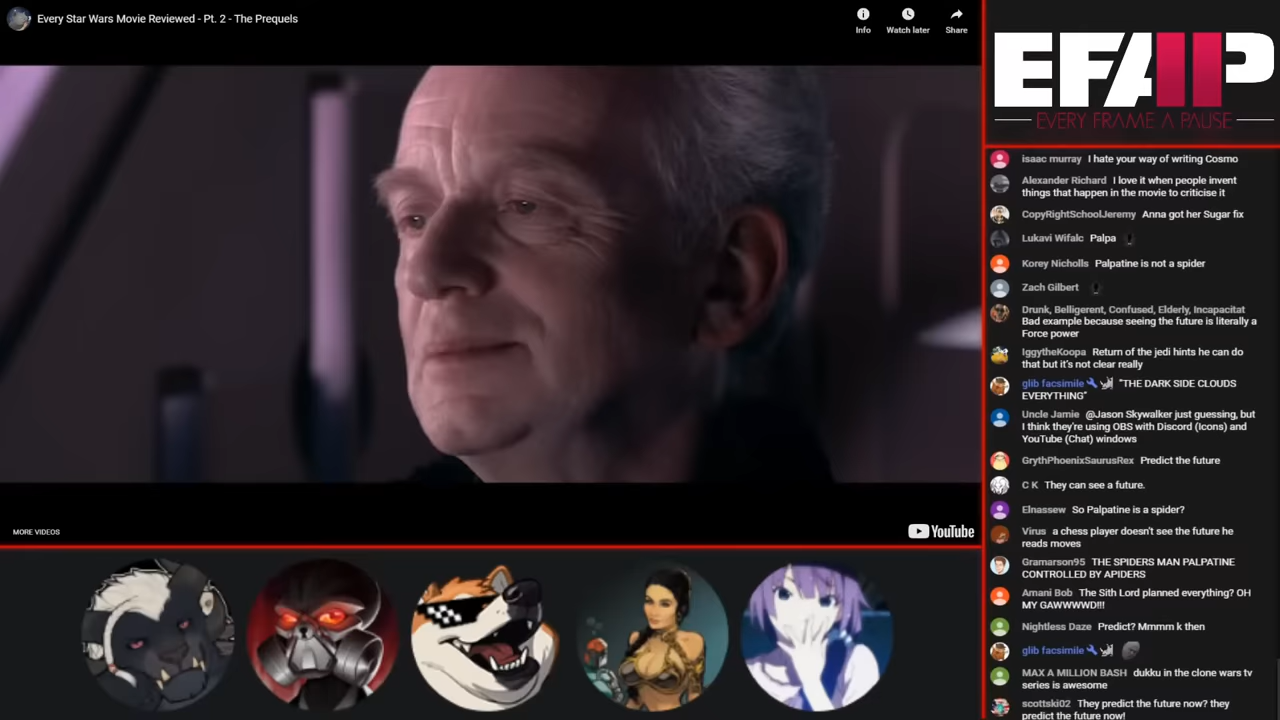 Every Star Wars Movie Reviewed - Pt. 2 - The Prequels
Info
Watch later
Share
MORE VIDEOS
YouTube
EFAP
EVERY FRAME A PAUSE
isaac murray I hate your way of writing Cosmo
Alexander Richard I love it when people invent
things that happen in the movie to criticise it
CopyRightSchoolJeremy Anna got her Sugar fix
Lukavi Wifalc Palpa
Korey Nicholls Palpatine is not a spider
Zach Gilbert
Drunk, Belligerent, Confused, Elderly, Incapacitat
Bad example because seeing the future is literally a
Force power
IggytheKoopa Return of the jedi hints he can do
that but it's not clear really
glib facsimile "THE DARK SIDE CLOUDS
EVERYTHING"
Uncle Jamie @Jason Skywalker just guessing, but
I think they're using OBS with Discord (Icons) and
YouTube (Chat) windows
GrythPhoenixSaurusRex Predict the future
C K They can see a future.
Elnassew So Palpatine is a spider?
Virus a chess player doesn't see the future he
reads moves
Gramarson95 THE SPIDERS MAN PALPATINE
CONTROLLED BY APIDERS
Amani Bob The Sith Lord planned everything? OH
MY GAWWWWD!!!
Nightless Daze Predict? Mmmm k then
glib facsimile
MAX A MILLION BASH dukku in the clone wars tv
series is awesome
scottski02 They predict the future now? they
predict the future now!